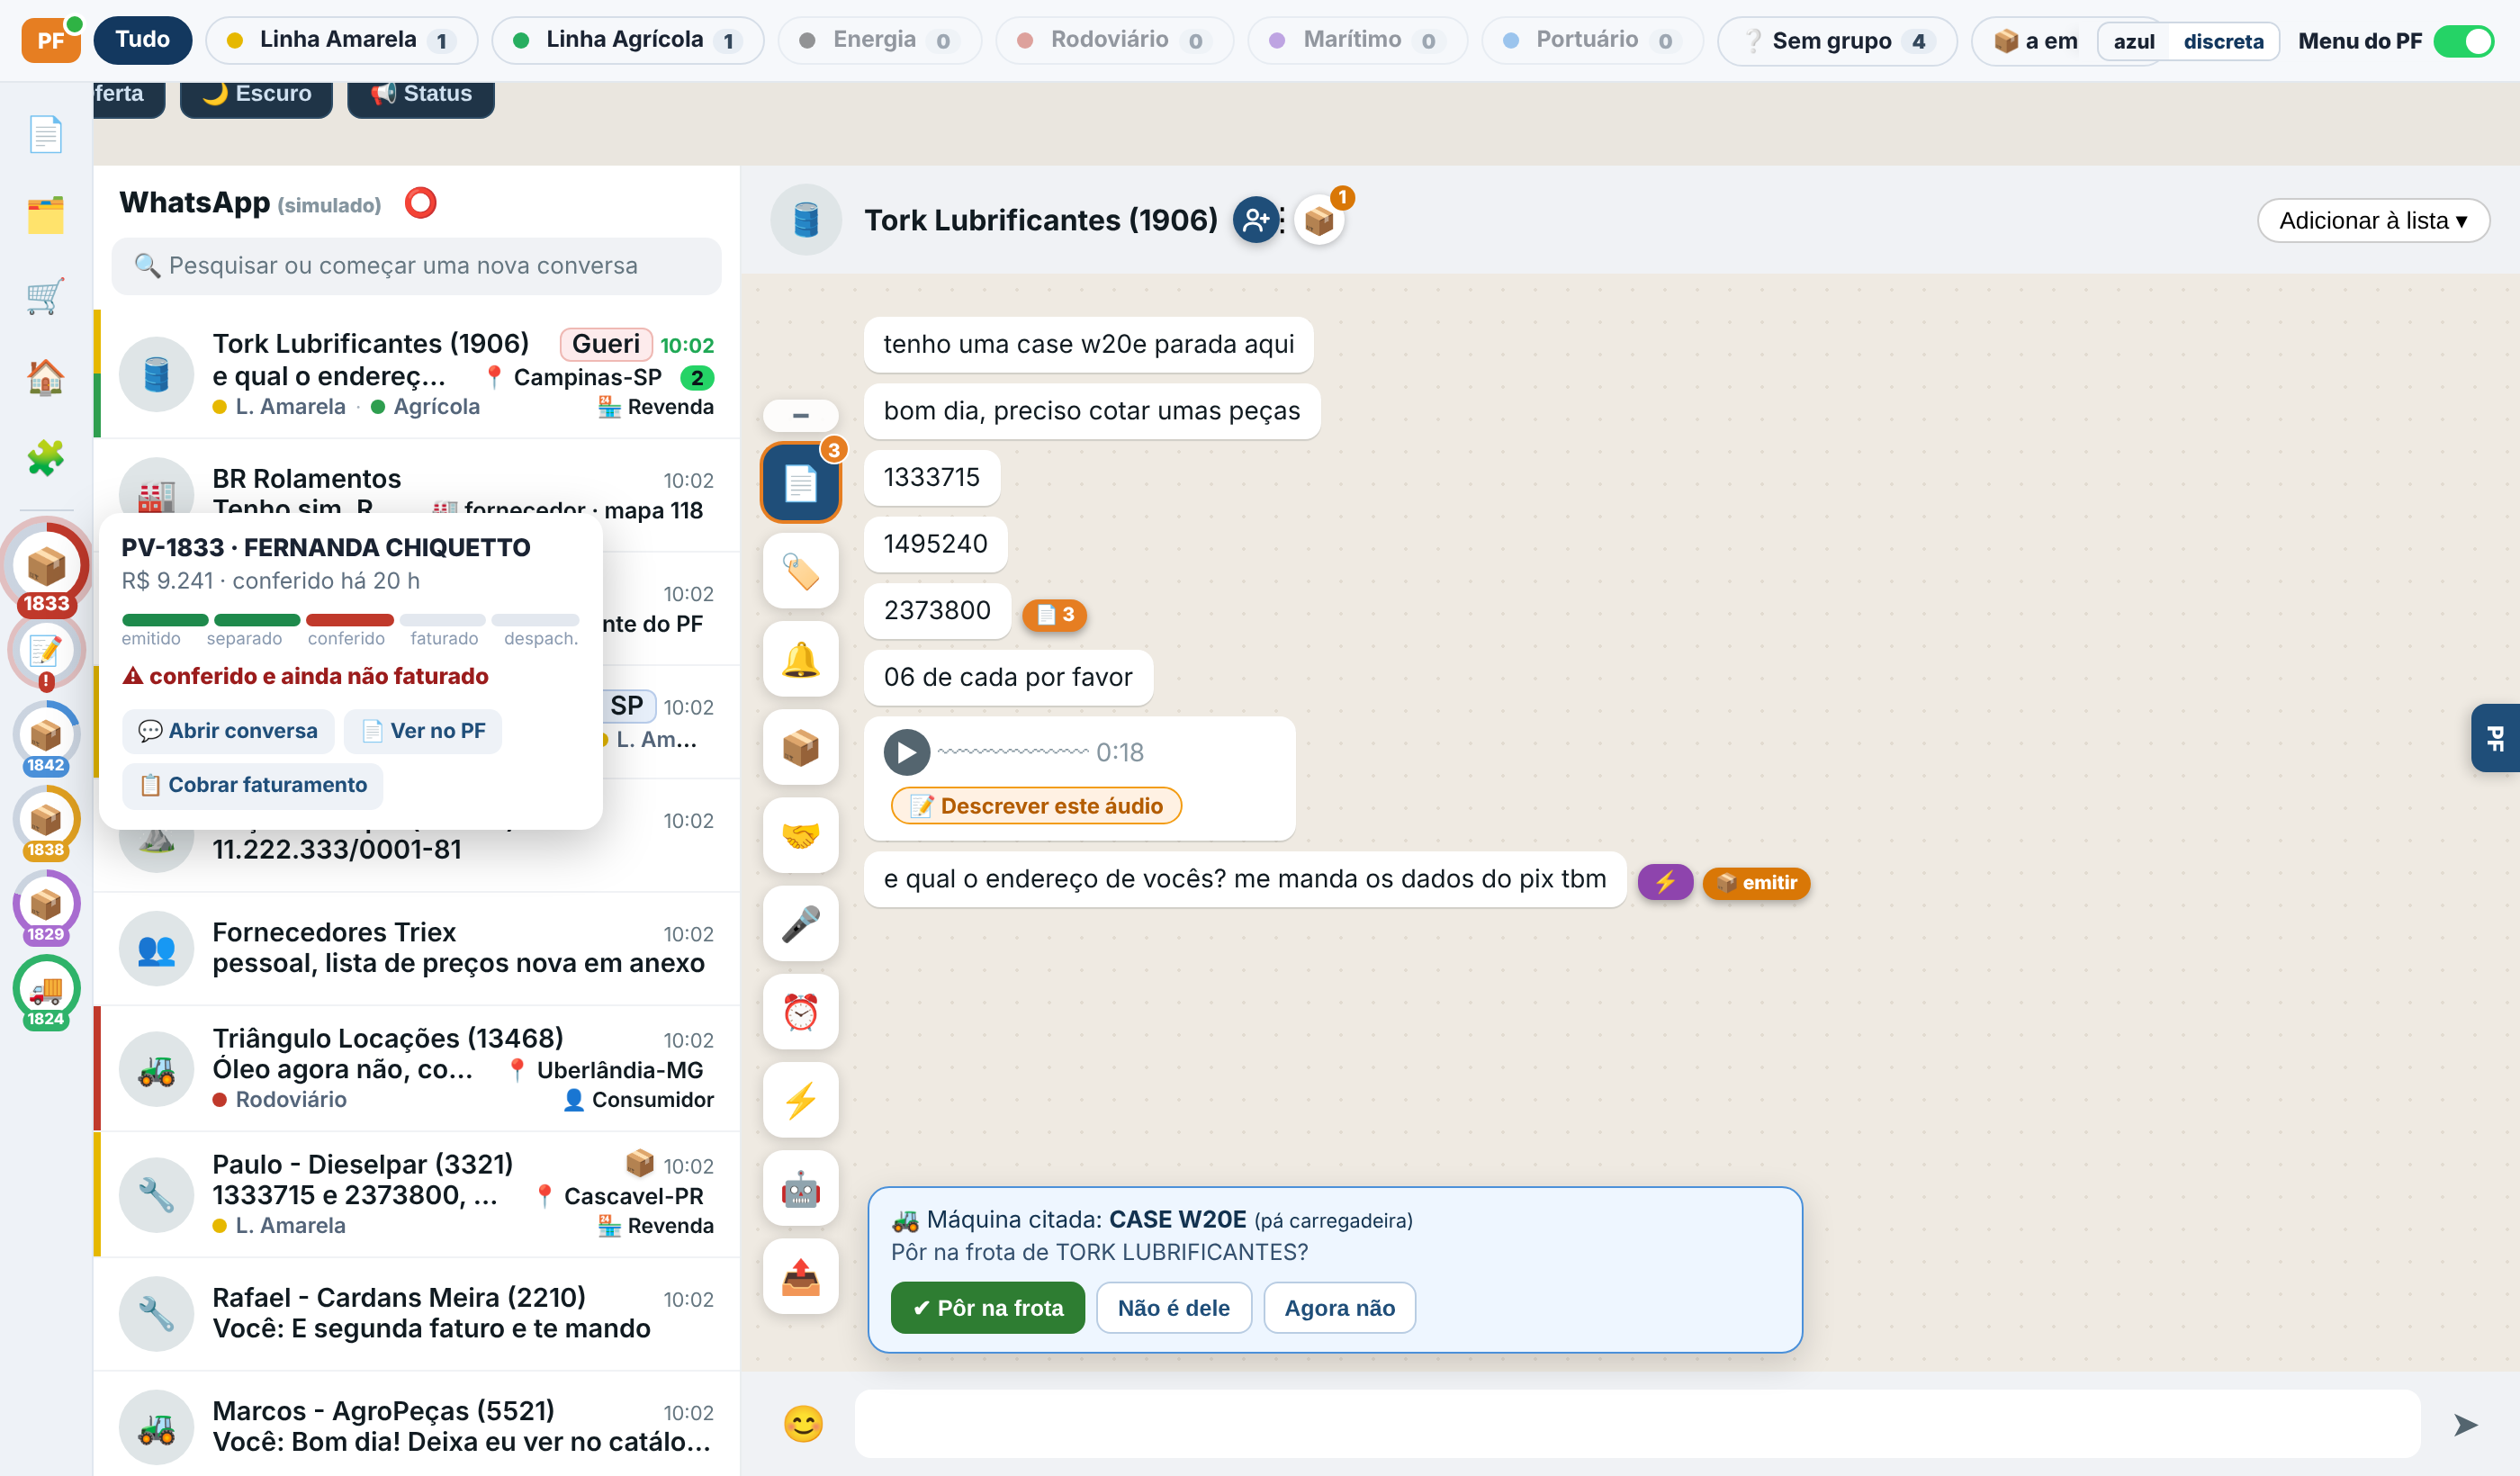 PF Tudo Linha Amarela 1 Linha Agrícola 1 Energia 0 Rodoviário 0 Marítimo 0 Portuário 0 Sem grupo 4 a em azul discreta Menu do PF
ferta Escuro Status
WhatsApp (simulado)
Pesquisar ou começar uma nova conversa
Tork Lubrificantes (1906) Gueri 10:02
e qual o endereç... Campinas-SP 2
L. Amarela · Agrícola Revenda
BR Rolamentos 10:02
Tenho sim. R fornecedor · mapa 118
10:02
nte do PF
SP 10:02
L. Am...
10:02
11.222.333/0001-81
PV-1833 · FERNANDA CHIQUETTO
R$ 9.241 · conferido há 20 h
emitido separado conferido faturado despach.
conferido e ainda não faturado
Abrir conversa Ver no PF
Cobrar faturamento
1833
!
1842
1838
1829
1824
Fornecedores Triex 10:02
pessoal, lista de preços nova em anexo
Triângulo Locações (13468) 10:02
Óleo agora não, co... Uberlândia-MG
Rodoviário Consumidor
Paulo - Dieselpar (3321) 10:02
1333715 e 2373800, ... Cascavel-PR
L. Amarela Revenda
Rafael - Cardans Meira (2210) 10:02
Você: E segunda faturo e te mando
Marcos - AgroPeças (5521) 10:02
Você: Bom dia! Deixa eu ver no catálo...
Tork Lubrificantes (1906) 1 Adicionar à lista ▾
3
tenho uma case w20e parada aqui
bom dia, preciso cotar umas peças
1333715
1495240
2373800 3
06 de cada por favor
0:18
Descrever este áudio
e qual o endereço de vocês? me manda os dados do pix tbm emitir
PF
Máquina citada: CASE W20E (pá carregadeira)
Pôr na frota de TORK LUBRIFICANTES?
✔ Pôr na frota Não é dele Agora não